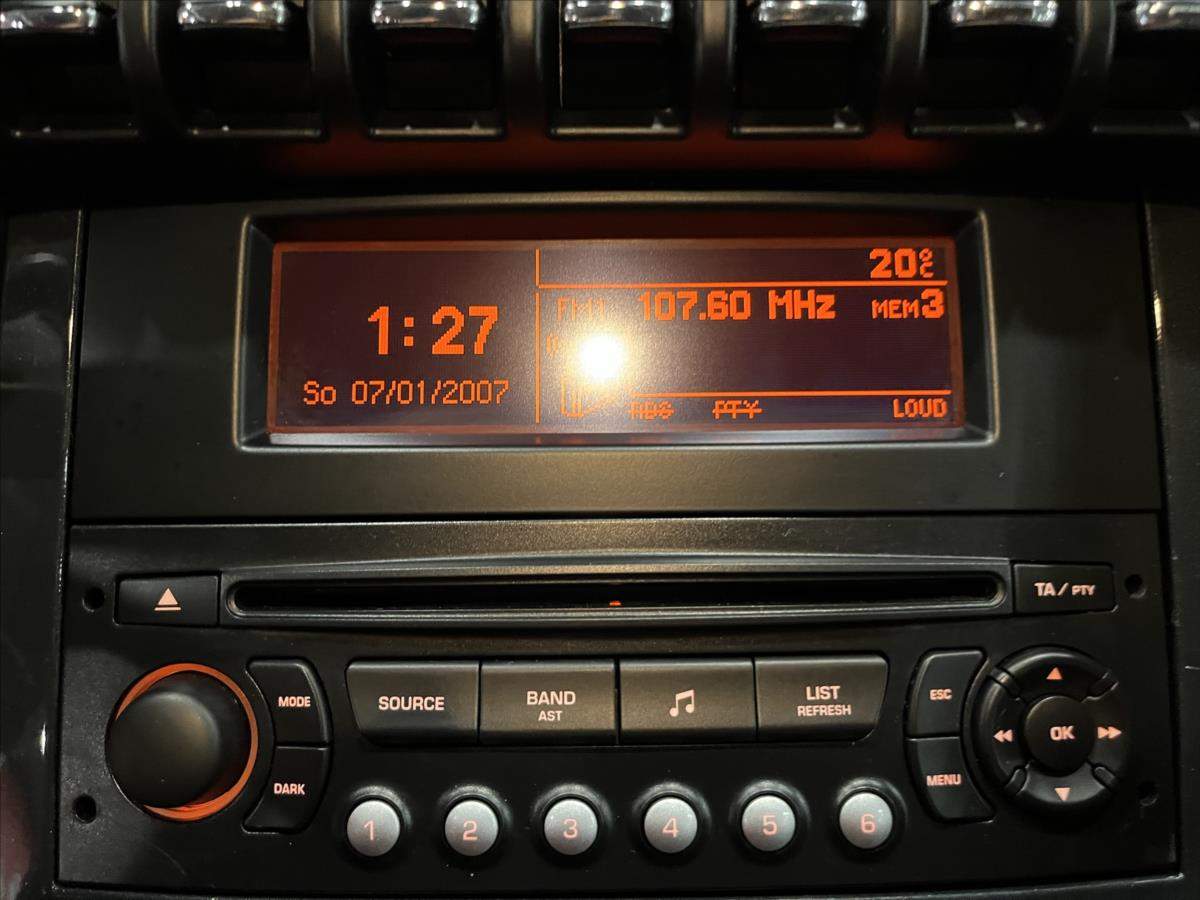 20°C
1:27
So 07/01/2007
FM1 107.60 MHz MEM3
RDS PTY LOUD
TA/PTY
MODE
SOURCE
BAND
AST
LIST
REFRESH
ESC
OK
DARK
MENU
1 2 3 4 5 6